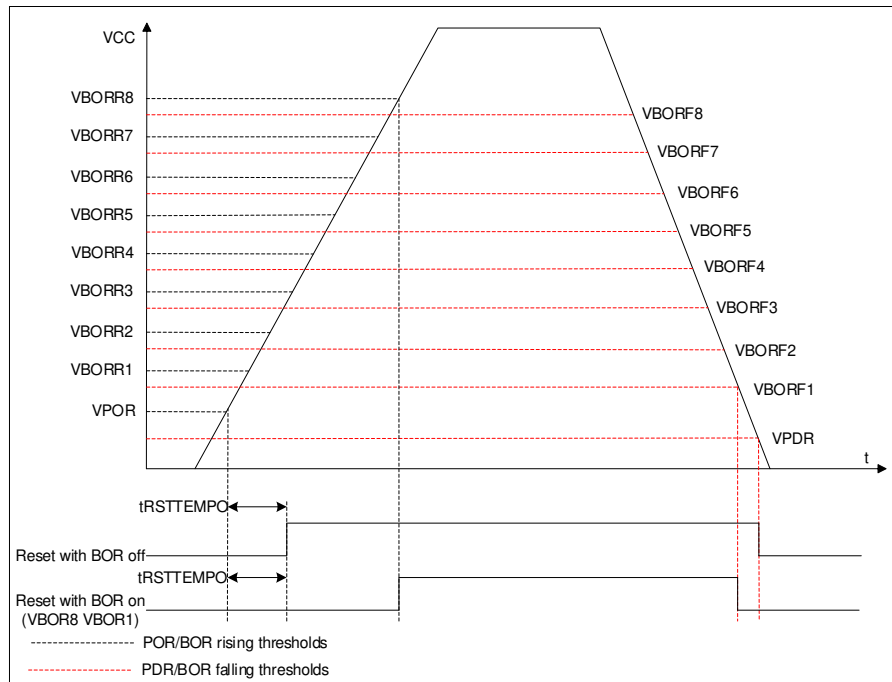 VCC
VBORR8
VBORF8
VBORR7
VBORF7
VBORR6
VBORF6
VBORR5
VBORF5
VBORR4
VBORF4
VBORR3
VBORF3
VBORR2
VBORF2
VBORR1
VBORF1
VPOR
VPDR
t
tRSTTEMPO
Reset with BOR off
tRSTTEMPO
Reset with BOR on
(VBOR8 VBOR1)
POR/BOR rising thresholds
PDR/BOR falling thresholds